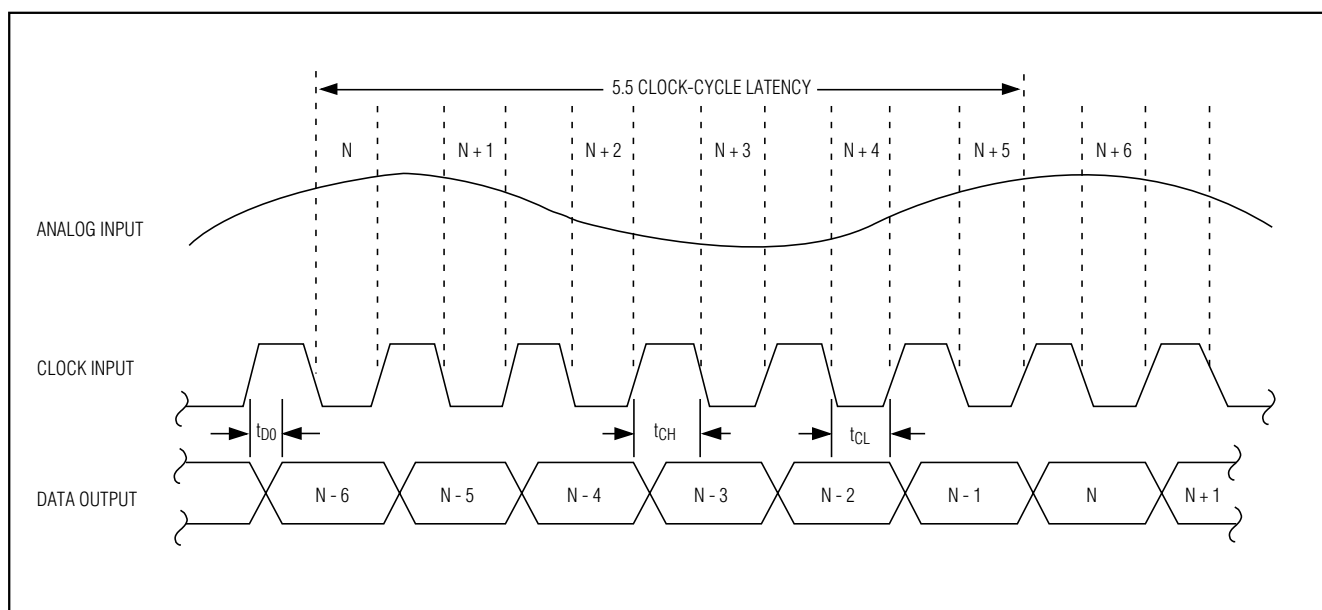 5.5 CLOCK-CYCLE LATENCY
N N + 1 N + 2 N + 3 N + 4 N + 5 N + 6
ANALOG INPUT
CLOCK INPUT
tD0 tCH tCL
DATA OUTPUT N - 6 N - 5 N - 4 N - 3 N - 2 N - 1 N N + 1